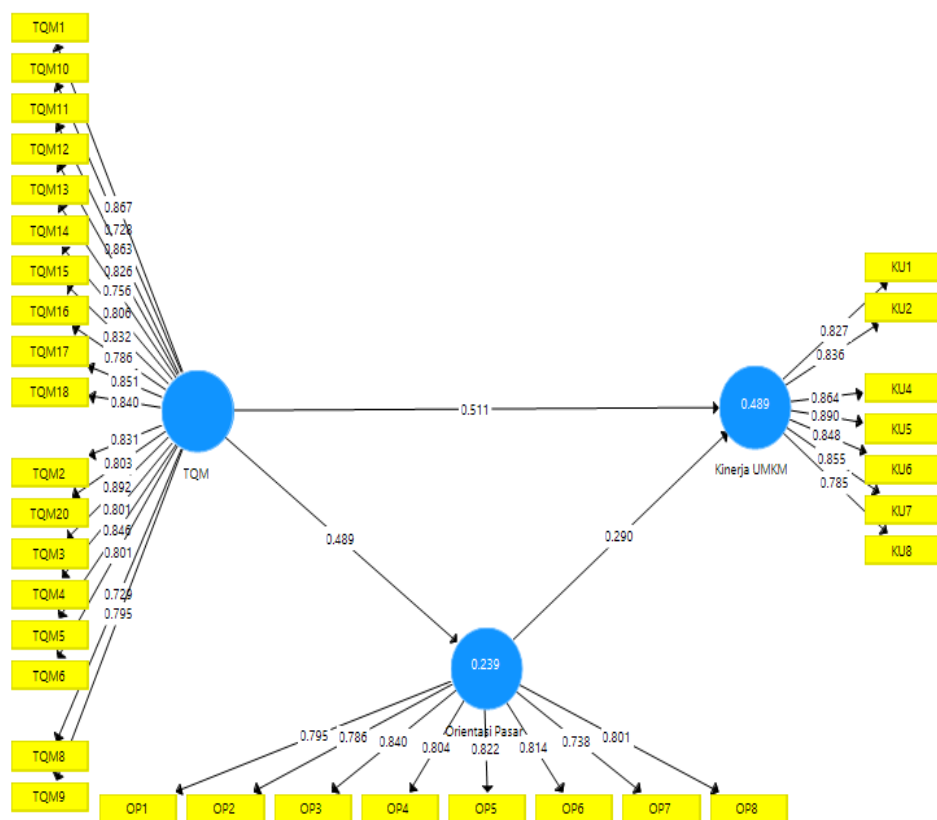 TQM1
TQM10
TQM11
TQM12
TQM13
TQM14
TQM15
TQM16
TQM17
TQM18
TQM2
TQM20
TQM3
TQM4
TQM5
TQM6
TQM8
TQM9
0.867
0.728
0.863
0.826
0.756
0.806
0.832
0.786
0.851
0.840
0.831
0.803
0.892
0.801
0.846
0.801
0.729
0.795
TQM
0.511
0.489
0.290
0.489
Kinerja UMKM
0.827
0.836
0.864
0.890
0.848
0.855
0.785
KU1
KU2
KU4
KU5
KU6
KU7
KU8
0.239
Orientasi Pasar
0.795
0.786
0.840
0.804
0.822
0.814
0.738
0.801
OP1
OP2
OP3
OP4
OP5
OP6
OP7
OP8